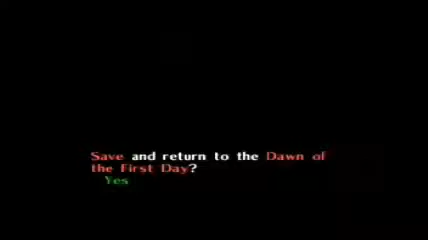 Save and return to the Dawn of
the First Day?
Yes